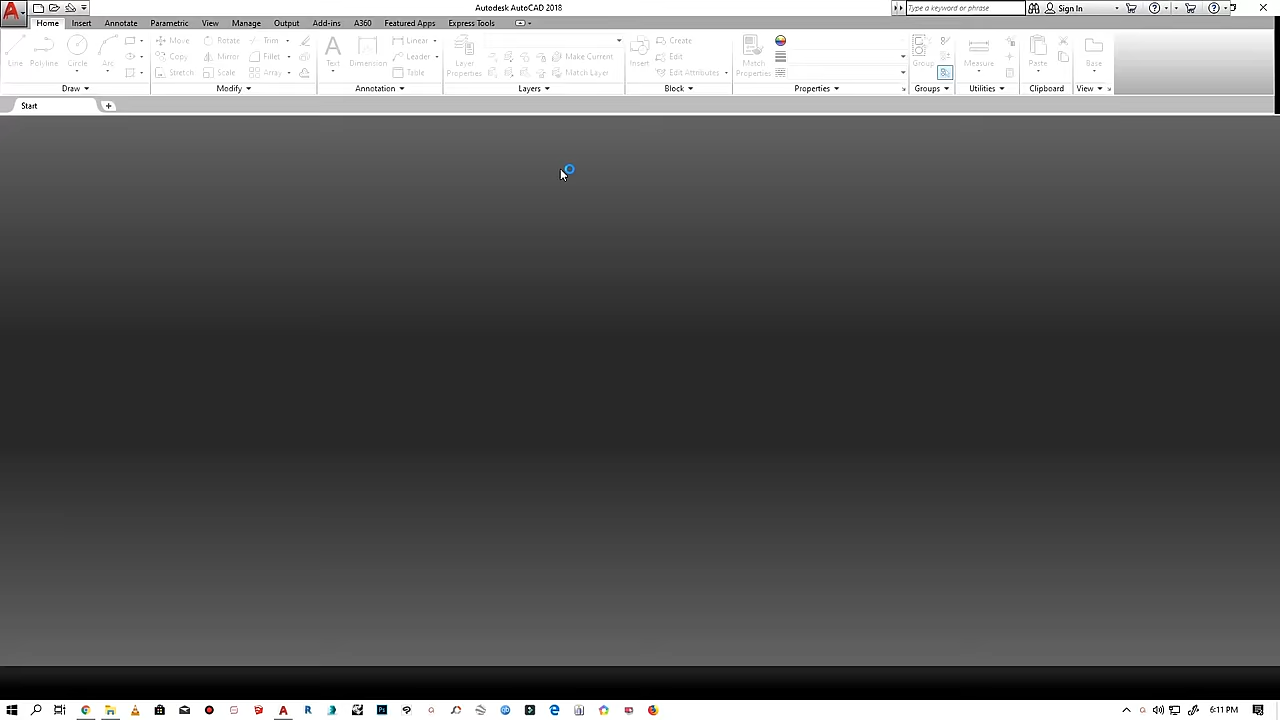 Autodesk AutoCAD 2018
Type a keyword or phrase
Sign In
Home Insert Annotate Parametric View Manage Output Add-ins A360 Featured Apps Express Tools
Line Polyline Circle Arc
Move Rotate Trim
Copy Mirror Fillet
Stretch Scale Array
Text Dimension
Linear
Leader
Table
Layer Properties
Make Current
Match Layer
Insert
Create
Edit
Edit Attributes
Match Properties
Group
Measure
Paste
Base
Draw Modify Annotation Layers Block Properties Groups Utilities Clipboard View
Start
6:11 PM